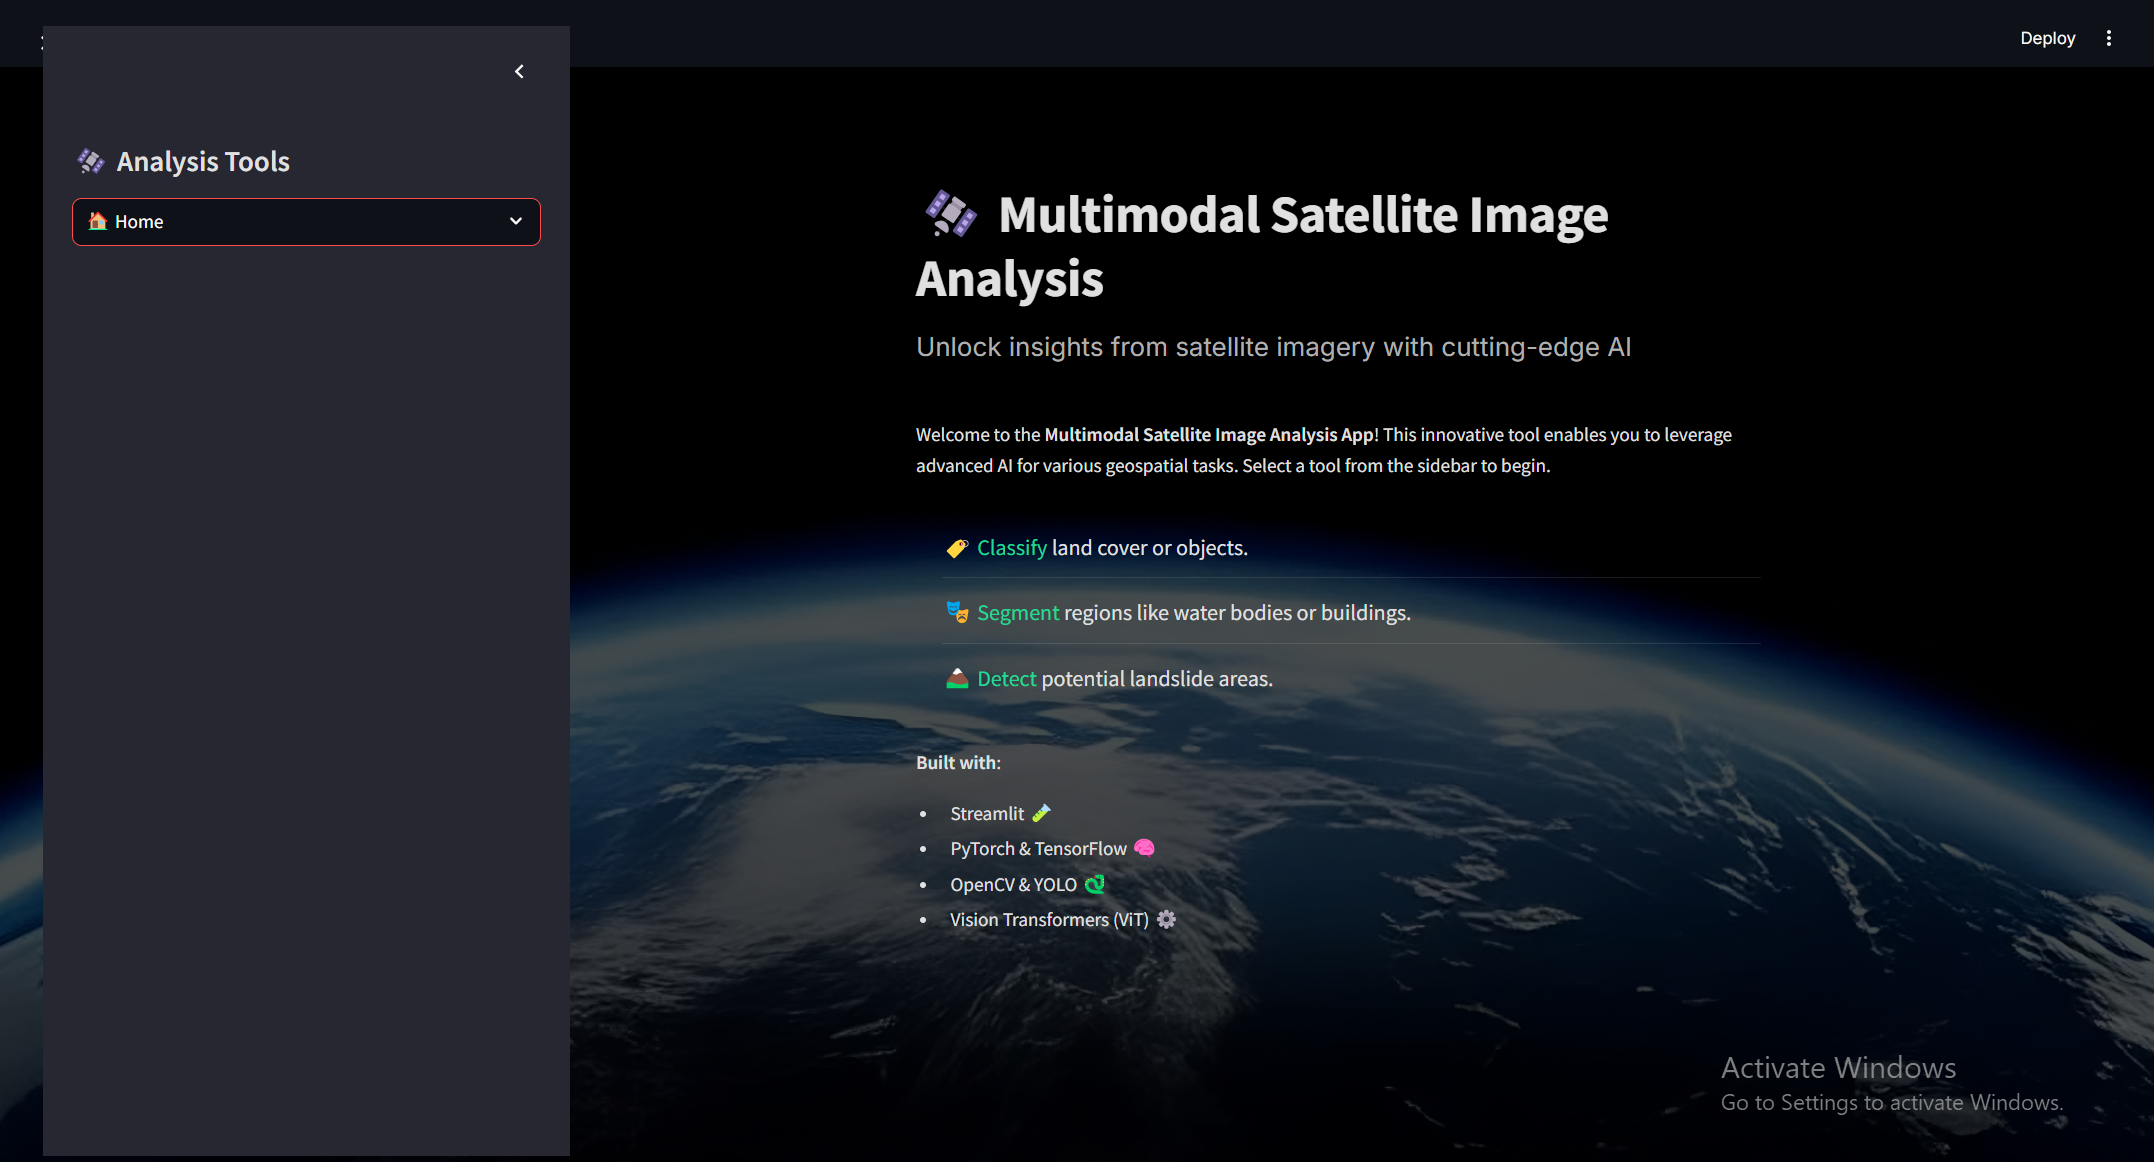 Deploy
Analysis Tools
Home
Multimodal Satellite Image
Analysis
Unlock insights from satellite imagery with cutting-edge AI
Welcome to the Multimodal Satellite Image Analysis App! This innovative tool enables you to leverage
advanced AI for various geospatial tasks. Select a tool from the sidebar to begin.
Classify land cover or objects.
Segment regions like water bodies or buildings.
Detect potential landslide areas.
Built with:
Streamlit
PyTorch & TensorFlow
OpenCV & YOLO
Vision Transformers (ViT)
Activate Windows
Go to Settings to activate Windows.